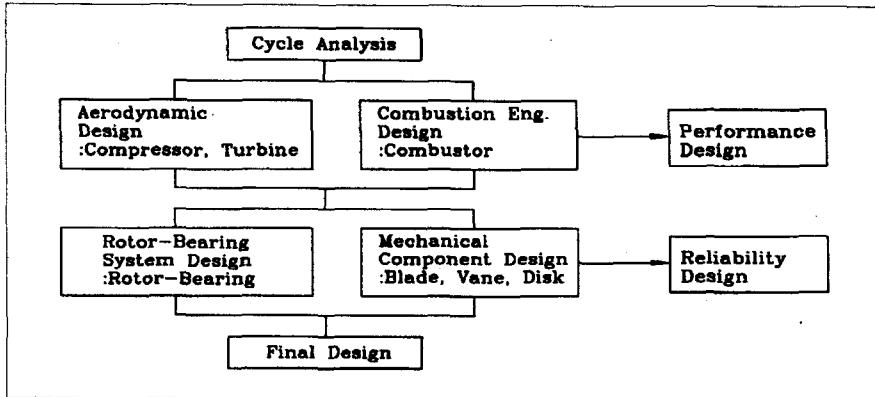 Cycle Analysis
Aerodynamic
Design
:Compressor, Turbine
Combustion Eng.
Design
:Combustor
Performance
Design
Rotor-Bearing
System Design
:Rotor-Bearing
Mechanical
Component Design
:Blade, Vane, Disk
Reliability
Design
Final Design